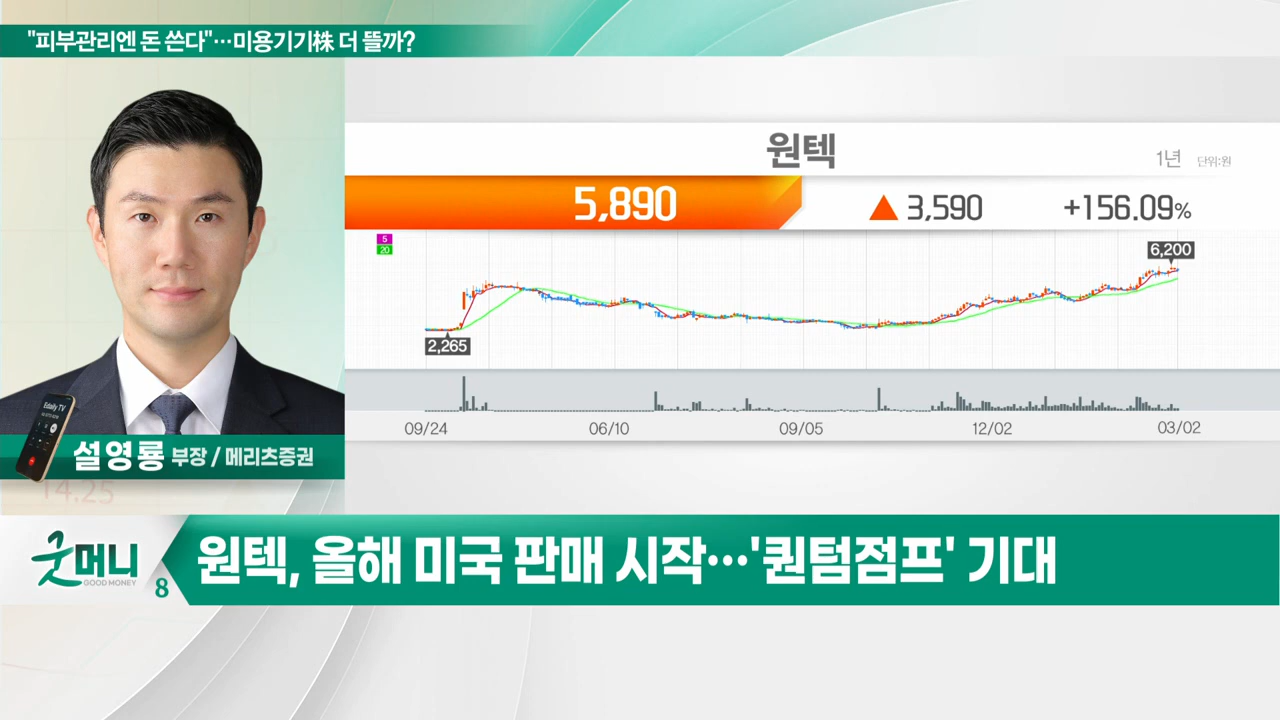 "피부관리엔 돈 쓴다"…미용기기株 더 뜰까?
원텍
1년 단위:원
5,890 ▲ 3,590 +156.09%
5
20
6,200
2,265
09/24 06/10 09/05 12/02 03/02
Edaily TV
설영룡 부장 / 메리츠증권
14.25
굿머니
GOOD MONEY
8
원텍, 올해 미국 판매 시작…'퀀텀점프' 기대